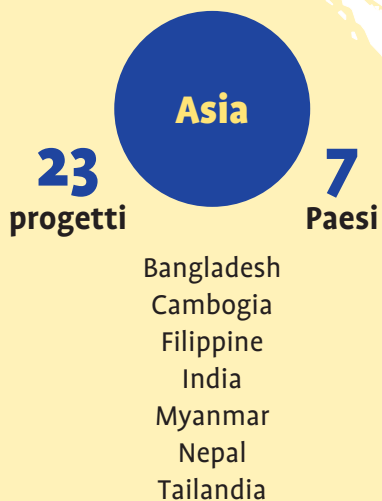 Asia
23
progetti
7
Paesi
Bangladesh
Cambogia
Filippine
India
Myanmar
Nepal
Tailandia